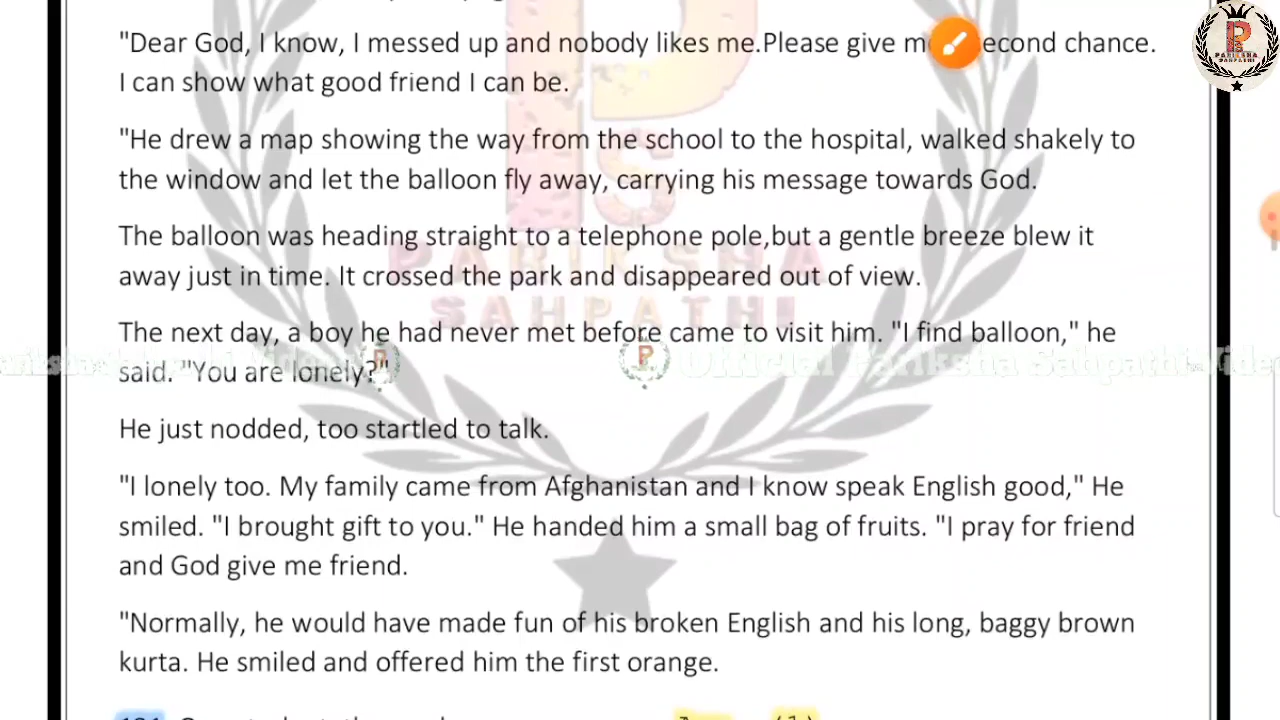 "Dear God, I know, I messed up and nobody likes me.Please give m econd chance.
I can show what good friend I can be.
"He drew a map showing the way from the school to the hospital, walked shakely to
the window and let the balloon fly away, carrying his message towards God.
The balloon was heading straight to a telephone pole,but a gentle breeze blew it
away just in time. It crossed the park and disappeared out of view.
The next day, a boy he had never met before came to visit him. "I find balloon," he
said. "You are lonely?"
He just nodded, too startled to talk.
"I lonely too. My family came from Afghanistan and I know speak English good," He
smiled. "I brought gift to you." He handed him a small bag of fruits. "I pray for friend
and God give me friend.
"Normally, he would have made fun of his broken English and his long, baggy brown
kurta. He smiled and offered him the first orange.
PARIKSHA
SAHPATHI
Official Pariksha Sahpathi Video